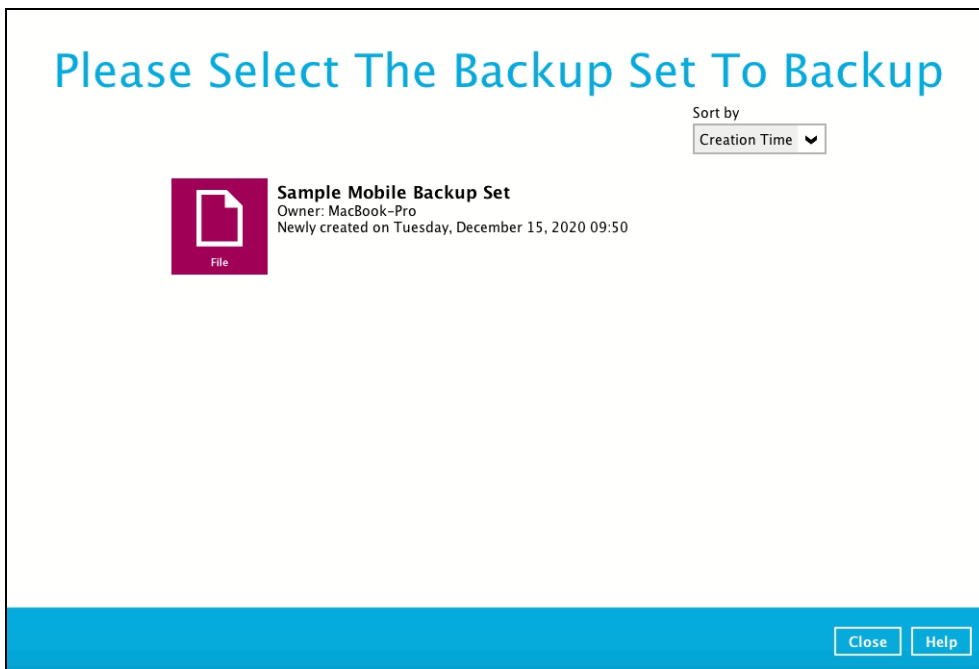 Please Select The Backup Set To Backup
Sort by
Creation Time
Sample Mobile Backup Set
Owner: MacBook-Pro
Newly created on Tuesday, December 15, 2020 09:50
File
Close Help